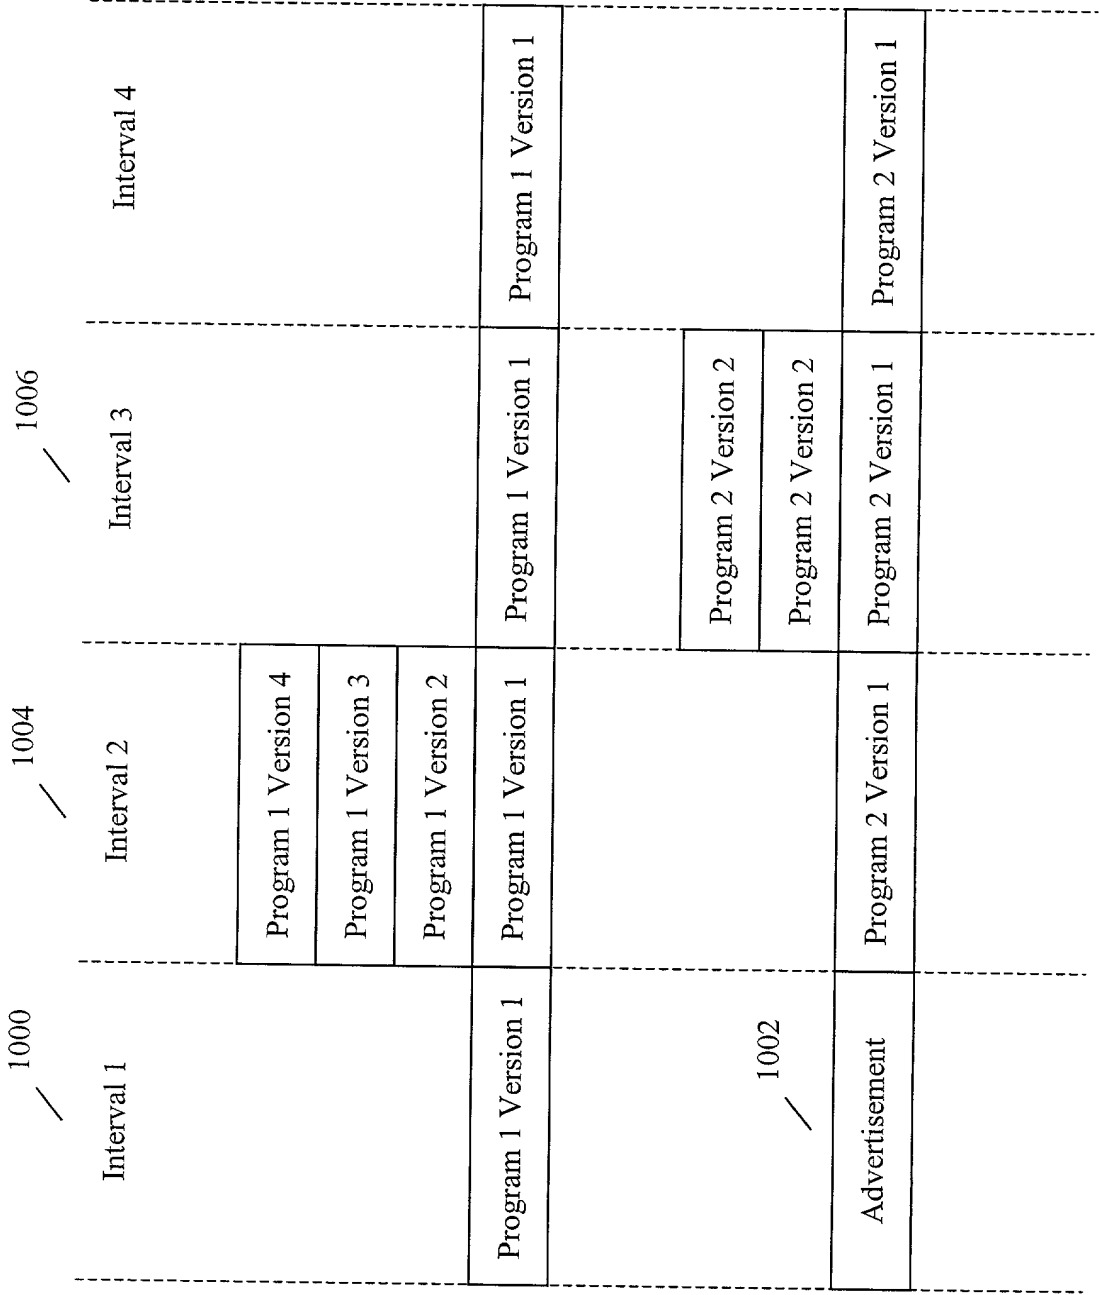 1000
1004
1006
Interval 1
Interval 2
Interval 3
Interval 4
Program 1 Version 4
Program 1 Version 3
Program 1 Version 2
Program 1 Version 1
Program 1 Version 1
Program 1 Version 1
Program 1 Version 1
Program 2 Version 2
1002
Program 2 Version 2
Advertisement
Program 2 Version 1
Program 2 Version 1
Program 2 Version 1